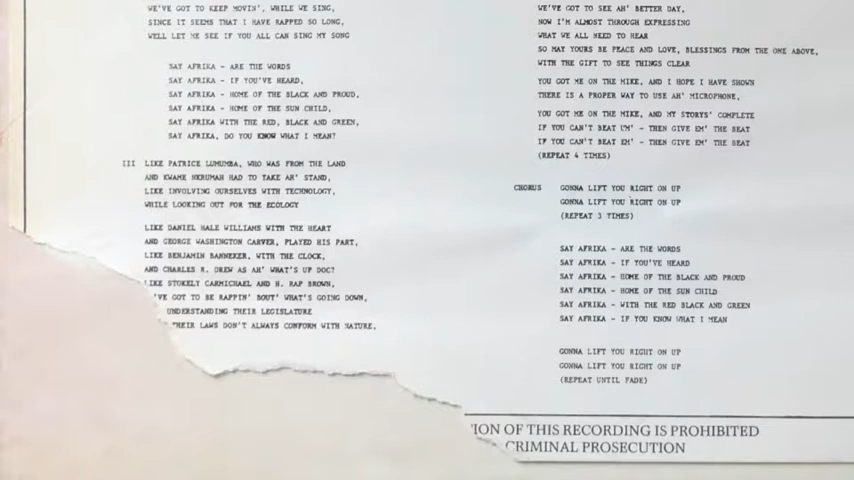 WE'VE GOT TO KEEP MOVIN', WHILE WE SING,
SINCE IT SEEMS THAT I HAVE RAPPED SO LONG,
WELL LET ME SEE IF YOU ALL CAN SING MY SONG
SAY AFRIKA - ARE THE WORDS
SAY AFRIKA - IF YOU'VE HEARD,
SAY AFRIKA - HOME OF THE BLACK AND PROUD,
SAY AFRIKA - HOME OF THE SUN CHILD,
SAY AFRIKA WITH THE RED, BLACK AND GREEN,
SAY AFRIKA, DO YOU KNOW WHAT I MEAN?
III LIKE PATRICE LUMUMBA, WHO WAS FROM THE LAND
AND KWAME NKRUMAH HAD TO TAKE AH' STAND,
LIKE INVOLVING OURSELVES WITH TECHNOLOGY,
WHILE LOOKING OUT FOR THE ECOLOGY
LIKE DANIEL HALE WILLIAMS WITH THE HEART
AND GEORGE WASHINGTON CARVER, PLAYED HIS PART,
LIKE BENJAMIN BANNEKER, WITH THE CLOCK,
AND CHARLES R. DREW AS AH' WHAT'S UP DOC?
LIKE STOKELY CARMICHAEL AND H. RAP BROWN,
'VE GOT TO BE RAPPIN' BOUT' WHAT'S GOING DOWN,
UNDERSTANDING THEIR LEGISLATURE
THEIR LAWS DON'T ALWAYS CONFORM WITH NATURE,
WE'VE GOT TO SEE AH' BETTER DAY,
NOW I'M ALMOST THROUGH EXPRESSING
WHAT WE ALL NEED TO HEAR
SO MAY YOURS BE PEACE AND LOVE, BLESSINGS FROM THE ONE ABOVE,
WITH THE GIFT TO SEE THINGS CLEAR
YOU GOT ME ON THE MIKE, AND I HOPE I HAVE SHOWN
THERE IS A PROPER WAY TO USE AH' MICROPHONE,
YOU GOT ME ON THE MIKE, AND MY STORYS' COMPLETE
IF YOU CAN'T BEAT EM' - THEN GIVE EM' THE BEAT
IF YOU CAN'T BEAT EM' - THEN GIVE EM' THE BEAT
(REPEAT 4 TIMES)
CHORUS GONNA LIFT YOU RIGHT ON UP
GONNA LIFT YOU RIGHT ON UP
(REPEAT 3 TIMES)
SAY AFRIKA - ARE THE WORDS
SAY AFRIKA - IF YOU'VE HEARD
SAY AFRIKA - HOME OF THE BLACK AND PROUD
SAY AFRIKA - HOME OF THE SUN CHILD
SAY AFRIKA - WITH THE RED BLACK AND GREEN
SAY AFRIKA - IF YOU KNOW WHAT I MEAN
GONNA LIFT YOU RIGHT ON UP
GONNA LIFT YOU RIGHT ON UP
(REPEAT UNTIL FADE)
ION OF THIS RECORDING IS PROHIBITED
CRIMINAL PROSECUTION